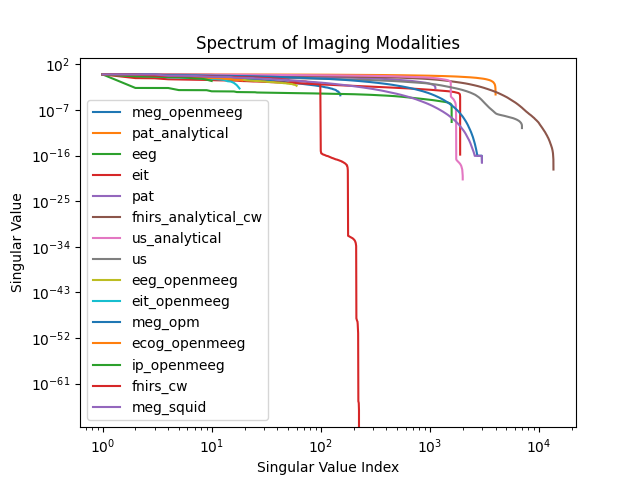 Spectrum of Imaging Modalities
10^2
10^-7
10^-16
10^-25
10^-34
10^-43
10^-52
10^-61
Singular Value
meg_openmeeg
pat_analytical
eeg
eit
pat
fnirs_analytical_cw
us_analytical
us
eeg_openmeeg
eit_openmeeg
meg_opm
ecog_openmeeg
ip_openmeeg
fnirs_cw
meg_squid
10^0 10^1 10^2 10^3 10^4
Singular Value Index